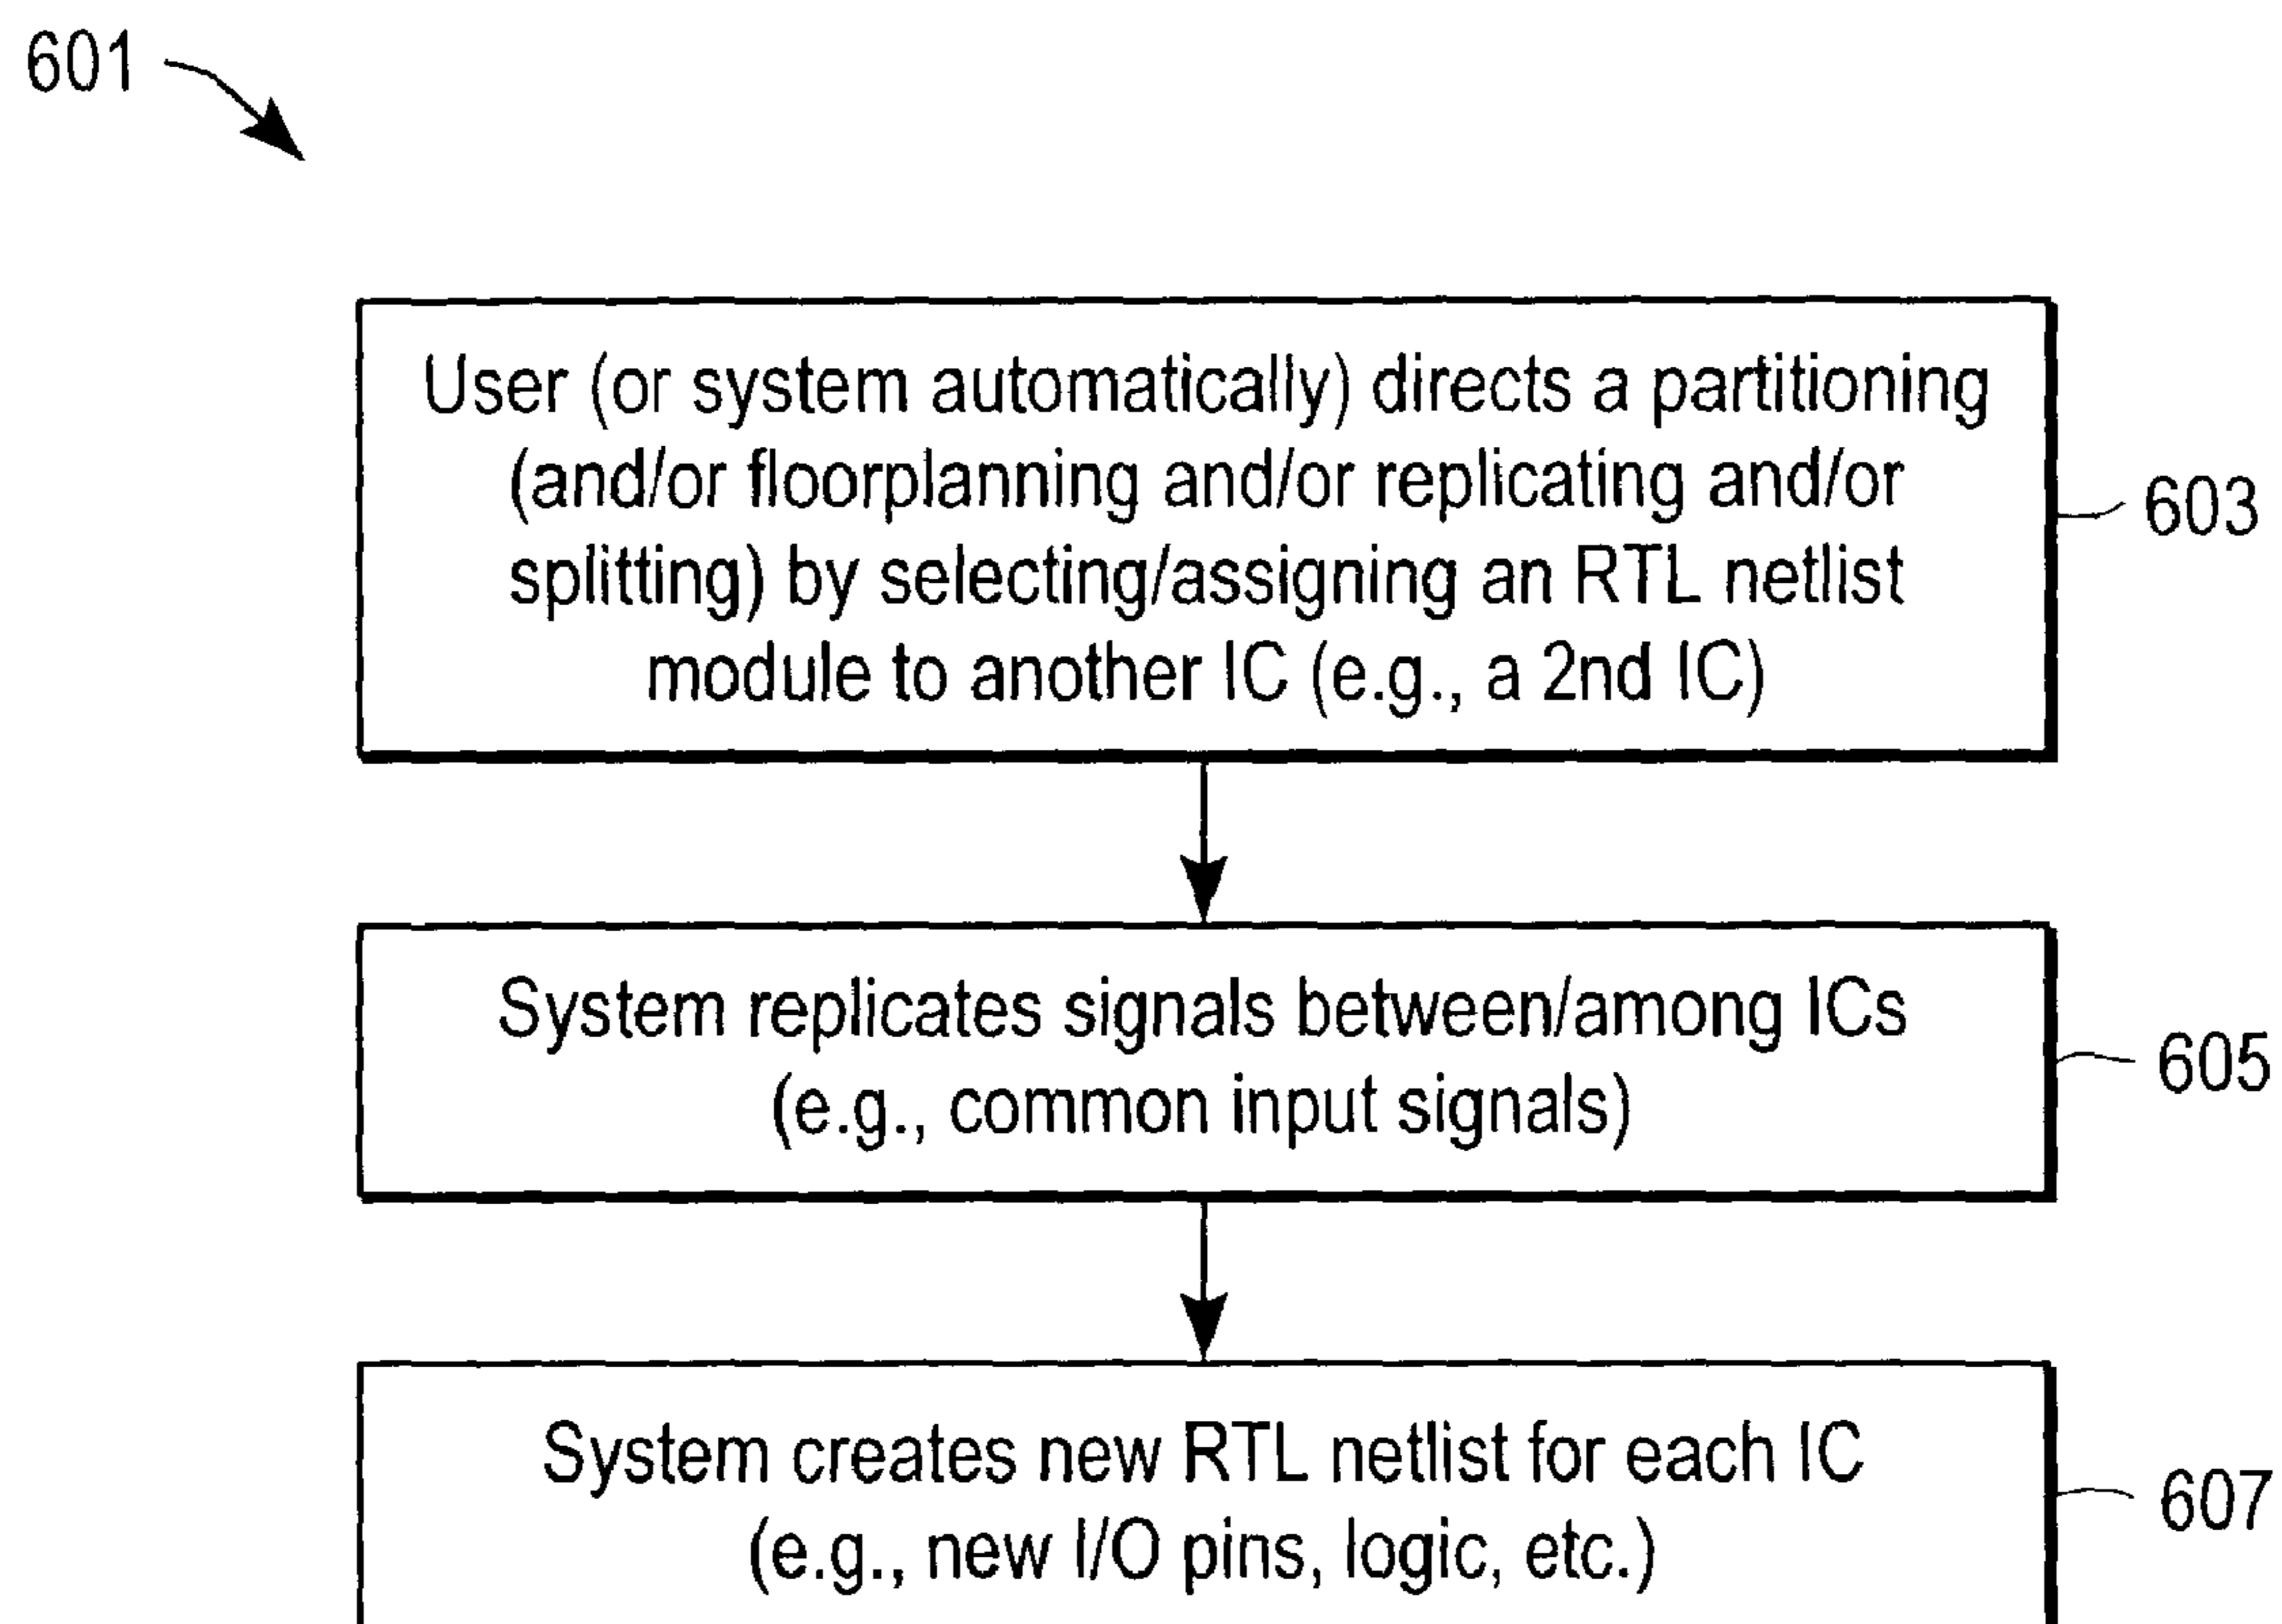 601
User (or system automatically) directs a partitioning
(and/or floorplanning and/or replicating and/or
splitting) by selecting/assigning an RTL netlist
module to another IC (e.g., a 2nd IC)
603
System replicates signals between/among ICs
(e.g., common input signals)
605
System creates new RTL netlist for each IC
(e.g., new I/O pins, logic, etc.)
607